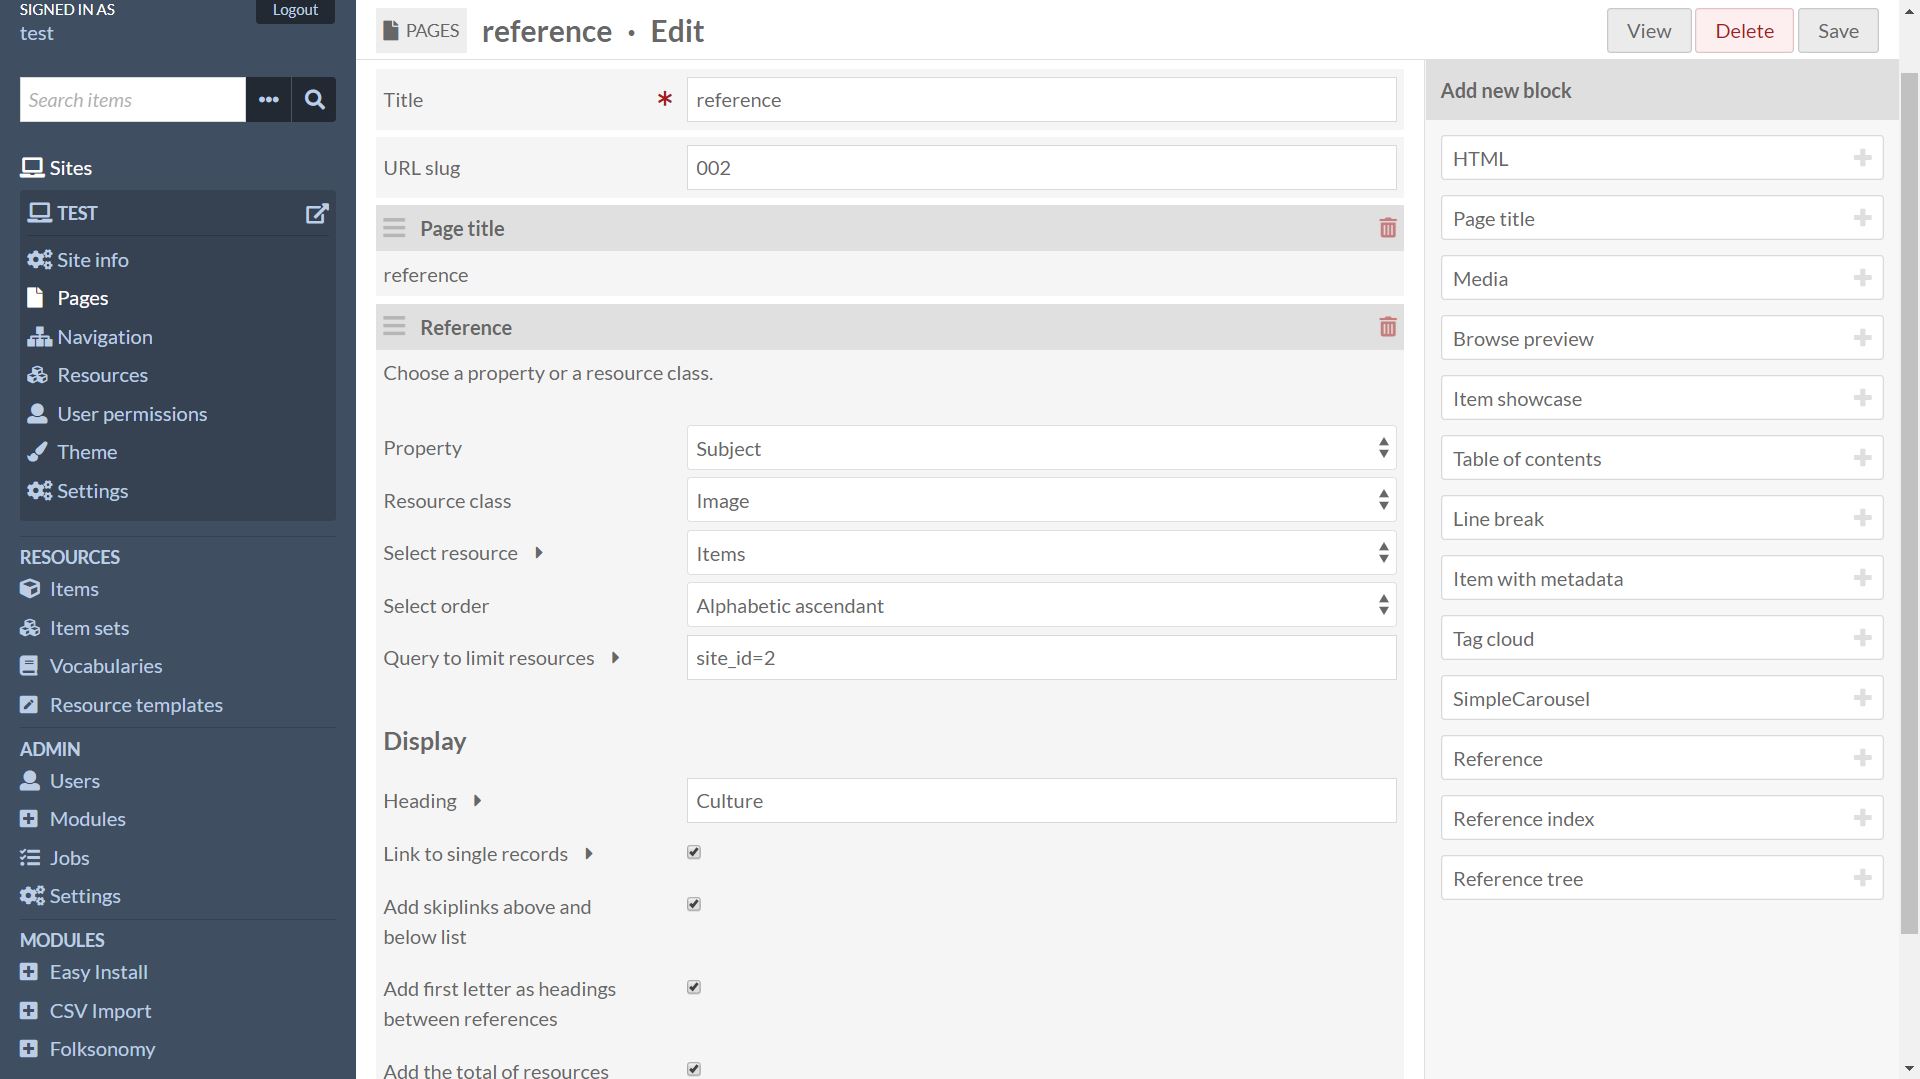 SIGNED IN AS
Logout
test
Search items
Sites
TEST
Site info
Pages
Navigation
Resources
User permissions
Theme
Settings
RESOURCES
Items
Item sets
Vocabularies
Resource templates
ADMIN
Users
Modules
Jobs
Settings
MODULES
Easy Install
CSV Import
Folksonomy
PAGES reference · Edit
View Delete Save
Title * reference
URL slug 002
Page title
reference
Reference
Choose a property or a resource class.
Property Subject
Resource class Image
Select resource Items
Select order Alphabetic ascendant
Query to limit resources site_id=2
Display
Heading Culture
Link to single records
Add skiplinks above and
below list
Add first letter as headings
between references
Add the total of resources
Add new block
HTML
Page title
Media
Browse preview
Item showcase
Table of contents
Line break
Item with metadata
Tag cloud
SimpleCarousel
Reference
Reference index
Reference tree